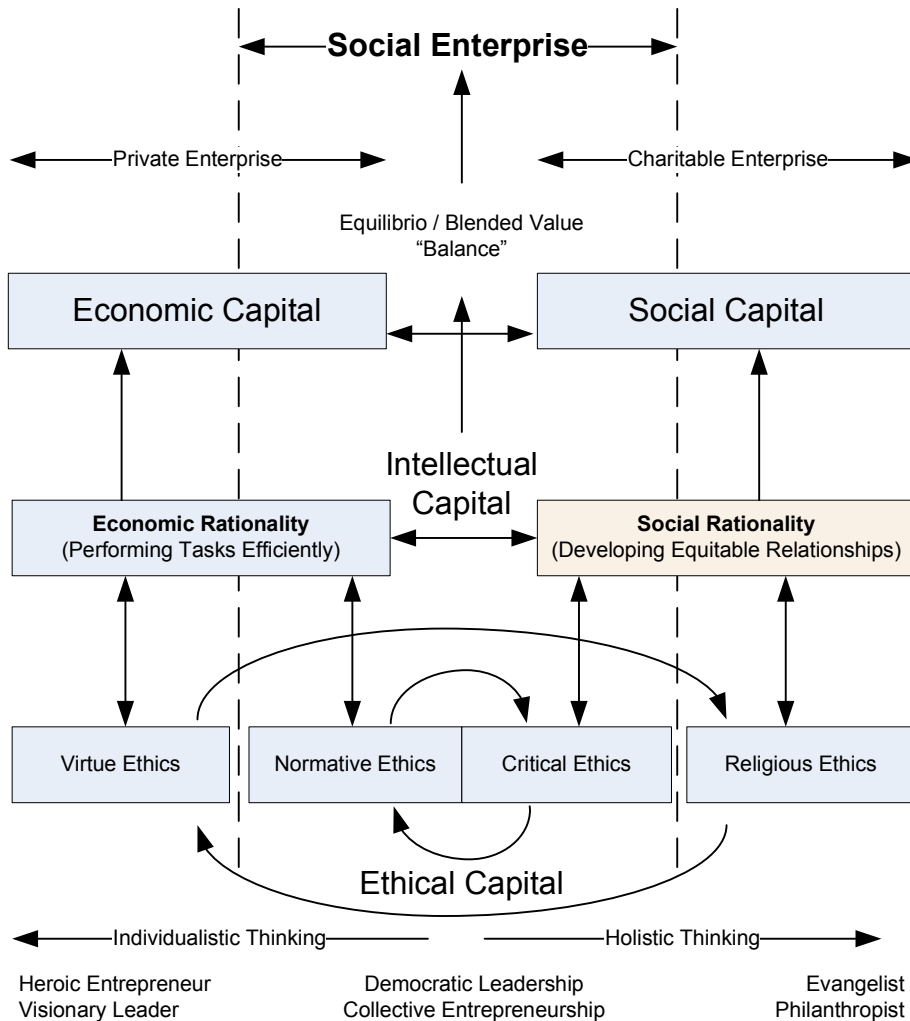 Social Enterprise
Private Enterprise
Charitable Enterprise
Equilibrio / Blended Value
“Balance”
Economic Capital
Social Capital
Intellectual
Capital
Economic Rationality
(Performing Tasks Efficiently)
Social Rationality
(Developing Equitable Relationships)
Virtue Ethics
Normative Ethics
Critical Ethics
Religious Ethics
Ethical Capital
Individualistic Thinking
Holistic Thinking
Heroic Entrepreneur
Visionary Leader
Democratic Leadership
Collective Entrepreneurship
Evangelist
Philanthropist